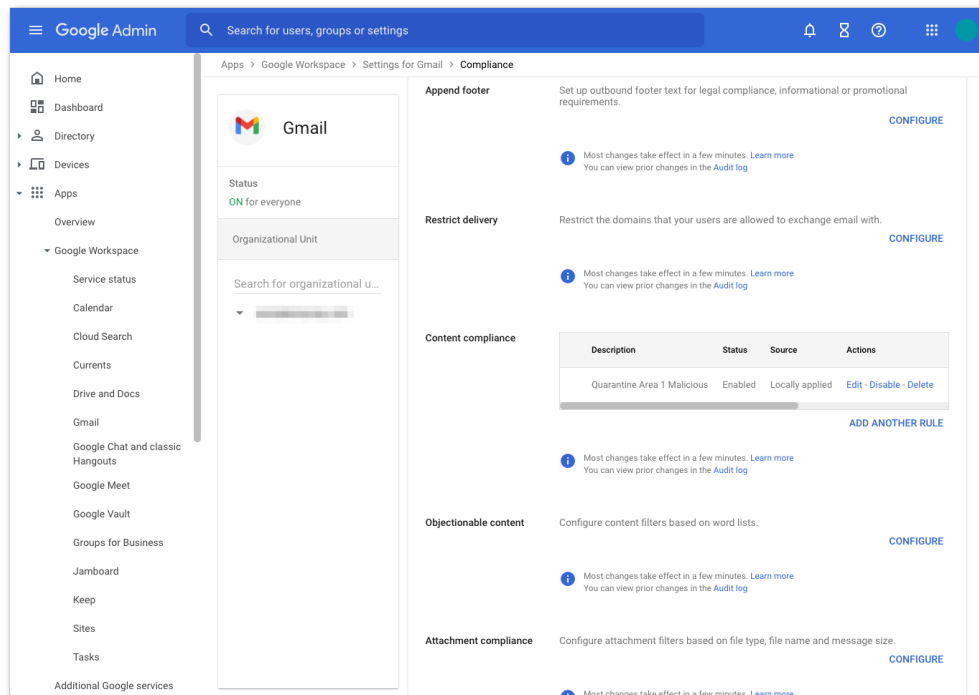 Google Admin
Search for users, groups or settings
Apps > Google Workspace > Settings for Gmail > Compliance
Home
Dashboard
Directory
Devices
Apps
Overview
Google Workspace
Service status
Calendar
Cloud Search
Currents
Drive and Docs
Gmail
Google Chat and classic
Hangouts
Google Meet
Google Vault
Groups for Business
Jamboard
Keep
Sites
Tasks
Additional Google services
Gmail
Status
ON for everyone
Organizational Unit
Search for organizational u...
Append footer
Set up outbound footer text for legal compliance, informational or promotional
requirements.
CONFIGURE
Most changes take effect in a few minutes. Learn more
You can view prior changes in the Audit log
Restrict delivery
Restrict the domains that your users are allowed to exchange email with.
CONFIGURE
Most changes take effect in a few minutes. Learn more
You can view prior changes in the Audit log
Content compliance
Description Status Source Actions
Quarantine Area 1 Malicious Enabled Locally applied Edit - Disable - Delete
ADD ANOTHER RULE
Most changes take effect in a few minutes. Learn more
You can view prior changes in the Audit log
Objectionable content
Configure content filters based on word lists.
CONFIGURE
Most changes take effect in a few minutes. Learn more
You can view prior changes in the Audit log
Attachment compliance
Configure attachment filters based on file type, file name and message size.
CONFIGURE
Most changes take effect in a few minutes. Learn more